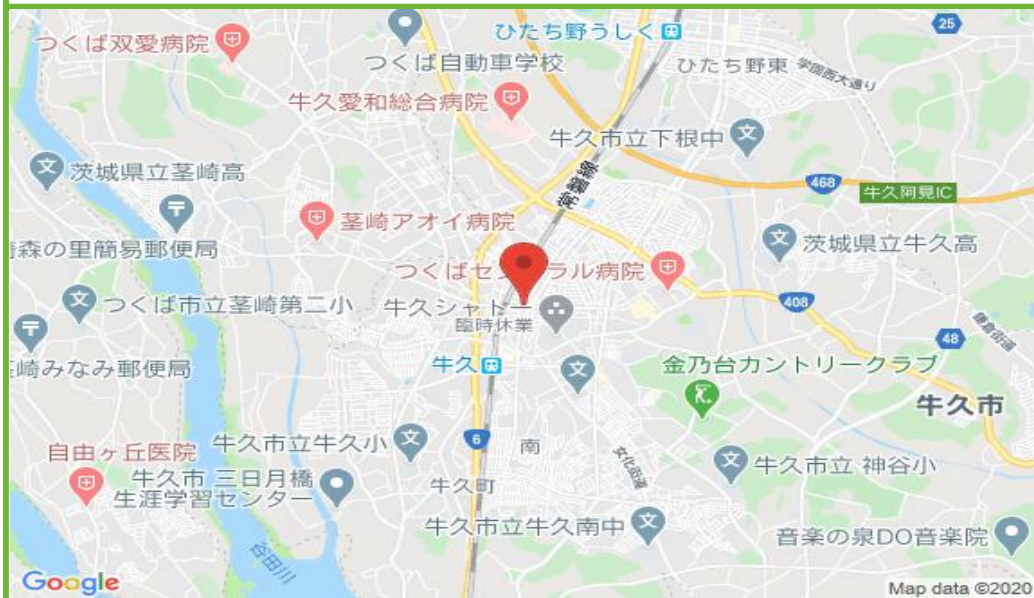 ひたち野うしく
25
つくば双愛病院
つくば自動車学校
ひたち野東
学園西大通り
牛久愛和総合病院
牛久市立下根中
茨城県立茎崎高
常磐線
468
牛久阿見IC
茎崎アオイ病院
森の里簡易郵便局
茨城県立牛久高
つくばセ
ラル病院
つくば市立茎崎第二小
牛久シャトー
臨時休業
408
鎌倉街道
48
崎みなみ郵便局
牛久
金乃台カントリークラブ
牛久市
6
自由ヶ丘医院
牛久市立牛久小
南
女化街道
牛久市 三日月橋
生涯学習センター
牛久町
牛久市立 神谷小
牛久市立牛久南中
音楽の泉DO音楽院
谷田川
Google
Map data ©2020